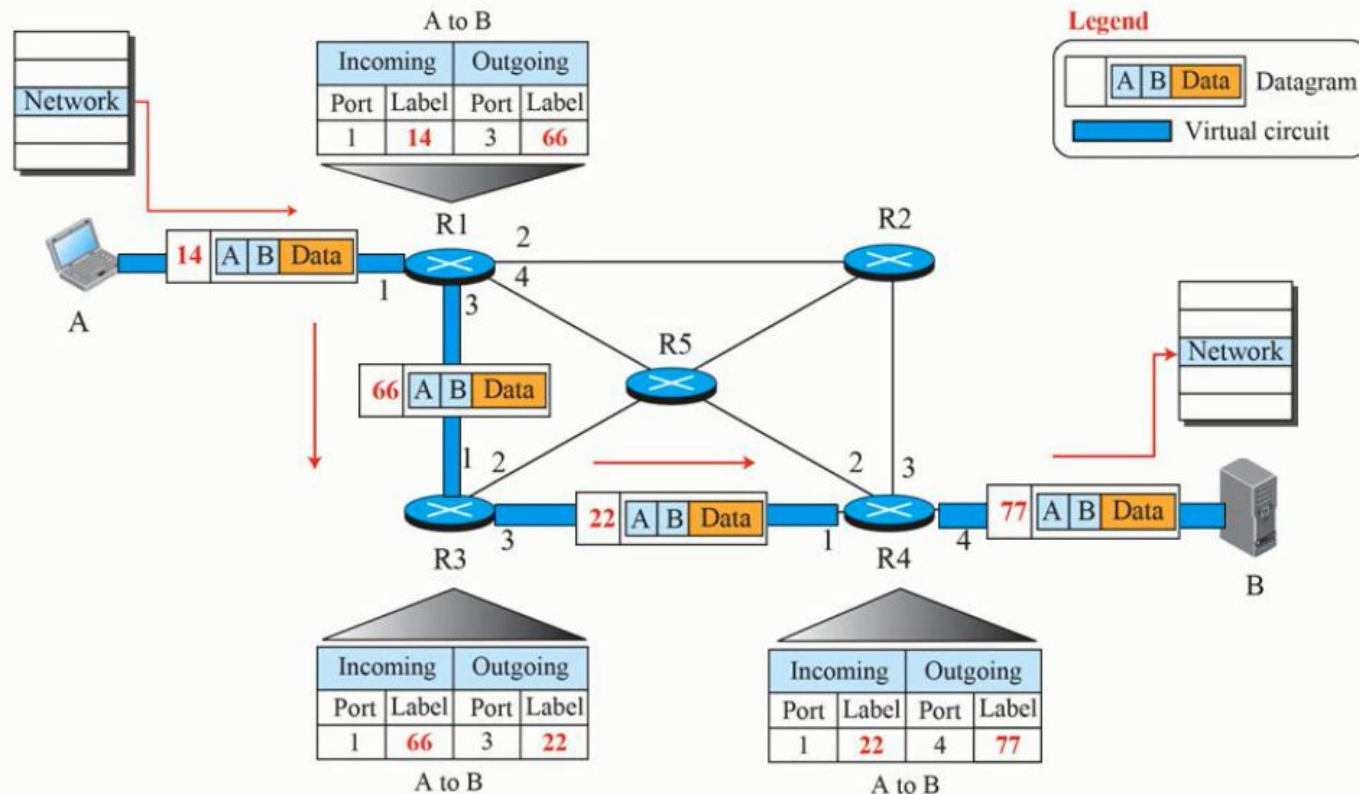 A to B
Legend
Incoming Outgoing
Port Label Port Label
1 14 3 66
A B Data Datagram
Virtual circuit
Network
R1
R2
14 A B Data
1
2
4
3
A
R5
Network
66 A B Data
1
2
2
3
3
22 A B Data
1
4
77 A B Data
R3
R4
B
Incoming Outgoing
Port Label Port Label
1 66 3 22
A to B
Incoming Outgoing
Port Label Port Label
1 22 4 77
A to B